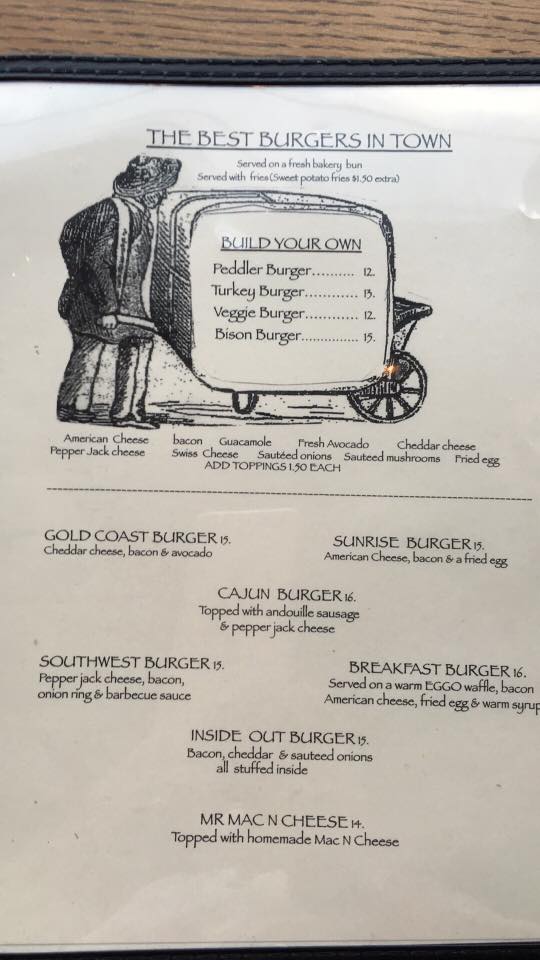 THE BEST BURGERS IN TOWN
Served on a fresh bakery bun
Served with fries(Sweet potato fries $1.50 extra)
BUILD YOUR OWN
Peddler Burger.......... 12.
Turkey Burger............ 13.
Veggie Burger............ 12.
Bison Burger............... 15.
American Cheese bacon Guacamole Fresh Avocado Cheddar cheese
Pepper Jack cheese Swiss Cheese Sautéed onions Sauteed mushrooms Fried egg
ADD TOPPINGS 1.50 EACH
GOLD COAST BURGER 15.
Cheddar cheese, bacon & avocado
SUNRISE BURGER 15.
American Cheese, bacon & a fried egg
CAJUN BURGER 16.
Topped with andouille sausage
& pepper jack cheese
SOUTHWEST BURGER 15.
Pepper jack cheese, bacon,
onion ring & barbecue sauce
BREAKFAST BURGER 16.
Served on a warm EGGO waffle, bacon
American cheese, fried egg & warm syrup
INSIDE OUT BURGER 15.
Bacon, cheddar & sauteed onions
all stuffed inside
MR MAC N CHEESE 14.
Topped with homemade Mac N Cheese